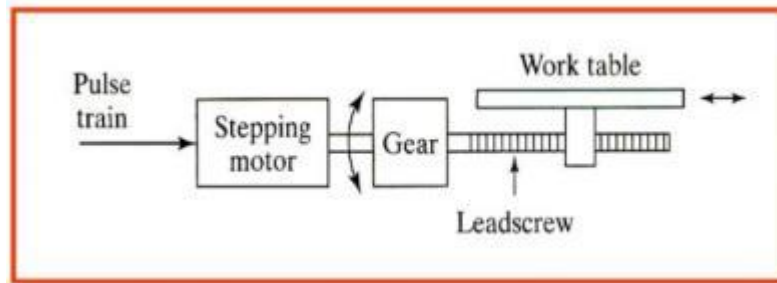 Pulse
train
Stepping
motor
Gear
Work table
Leadscrew